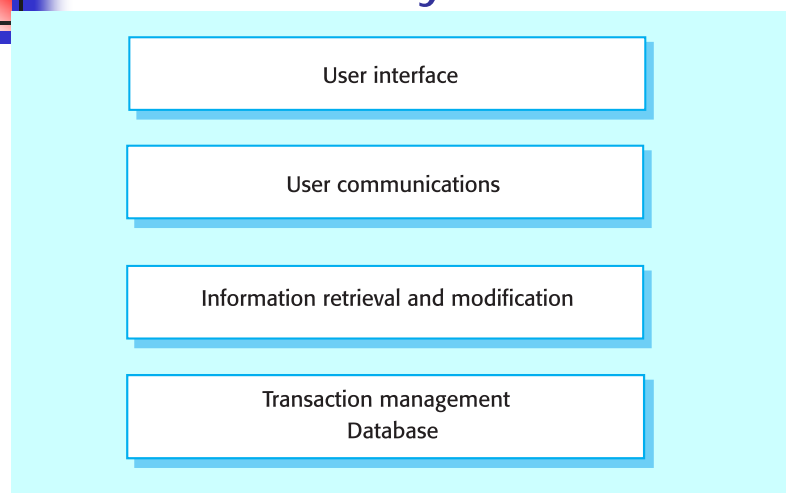 User interface
User communications
Information retrieval and modification
Transaction management
Database